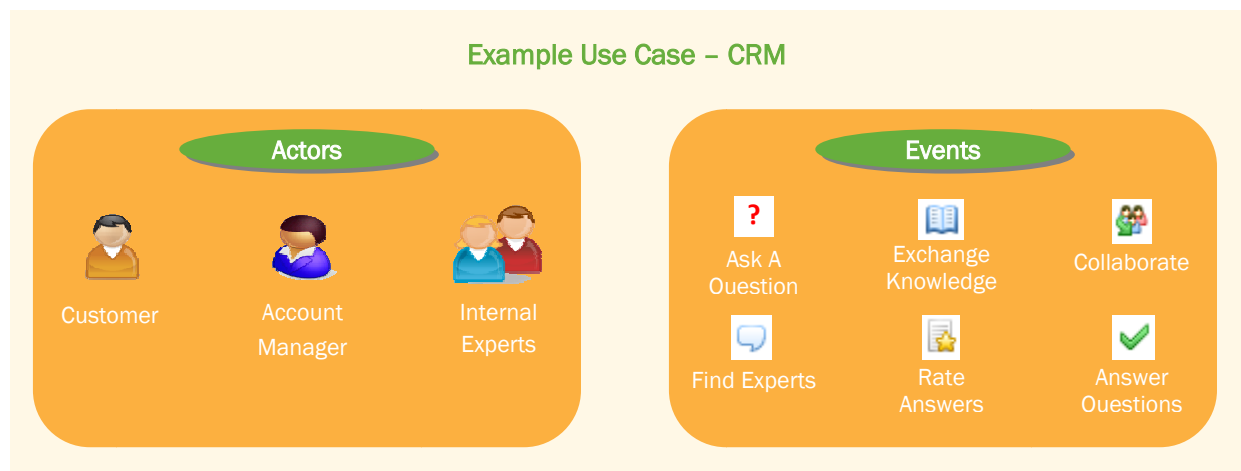 Example Use Case – CRM
Actors
Customer
Account
Manager
Internal
Experts
Events
?
Ask A
Question
Exchange
Knowledge
Collaborate
Find Experts
Rate
Answers
Answer
Questions